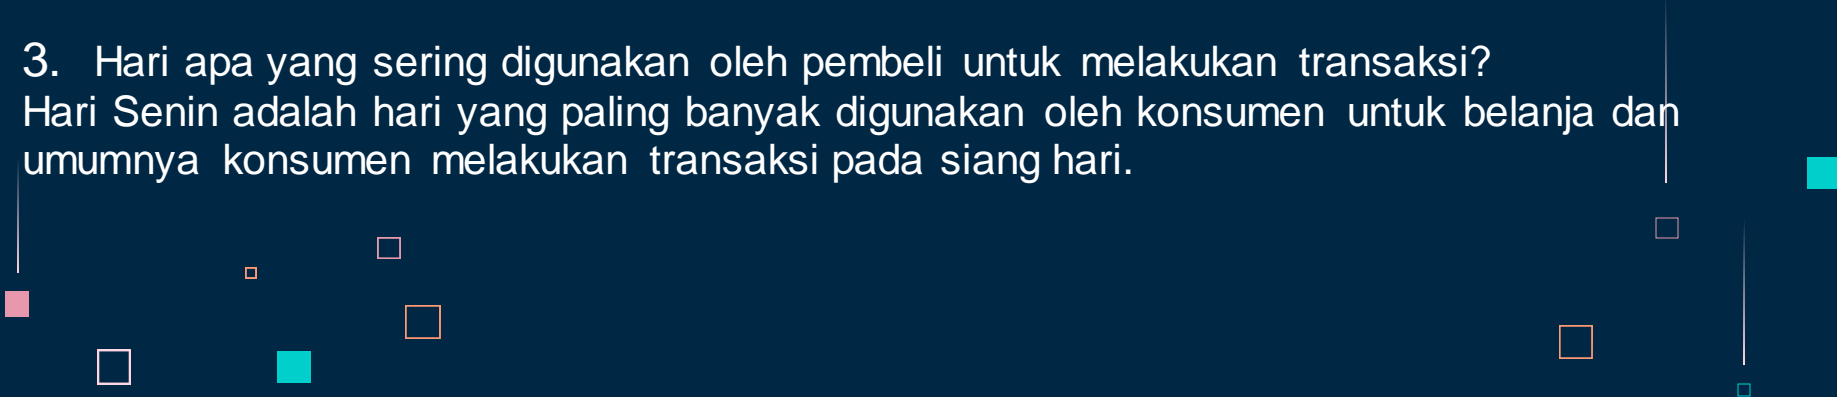 3. Hari apa yang sering digunakan oleh pembeli untuk melakukan transaksi?
Hari Senin adalah hari yang paling banyak digunakan oleh konsumen untuk belanja dan
umumnya konsumen melakukan transaksi pada siang hari.